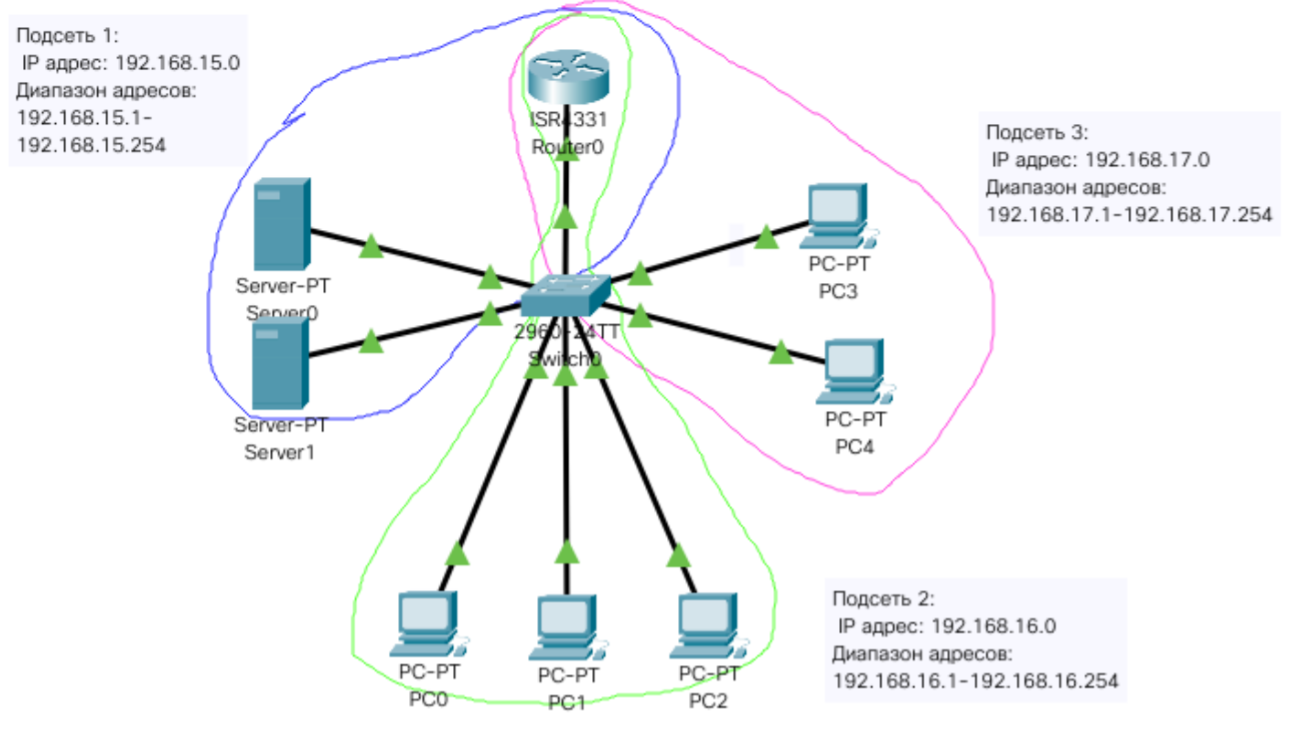 Подсеть 1:
IP адрес: 192.168.15.0
Диапазон адресов:
192.168.15.1-
192.168.15.254
ISR4331
Router0
Подсеть 3:
IP адрес: 192.168.17.0
Диапазон адресов:
192.168.17.1-192.168.17.254
Server-PT
Server0
PC-PT
PC3
2960-24TT
Switch0
Server-PT
Server1
PC-PT
PC4
PC-PT
PC0
PC-PT
PC1
PC-PT
PC2
Подсеть 2:
IP адрес: 192.168.16.0
Диапазон адресов:
192.168.16.1-192.168.16.254